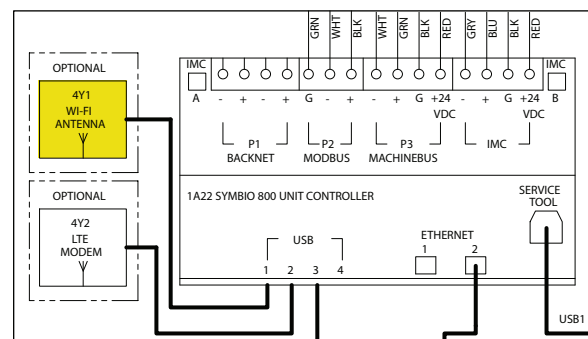 GRN WHT BLK WHT GRN BLK RED GRY BLU BLK RED
OPTIONAL
4Y1
WI-FI
ANTENNA
OPTIONAL
4Y2
LTE
MODEM
IMC
A
IMC
B
- + - + G - + - + G +24 - + G +24
VDC
VDC
P1
BACKNET
P2
MODBUS
P3
MACHINEBUS
IMC
1A22 SYMBIO 800 UNIT CONTROLLER
USB
1 2 3 4
ETHERNET
1 2
SERVICE
TOOL
USB1